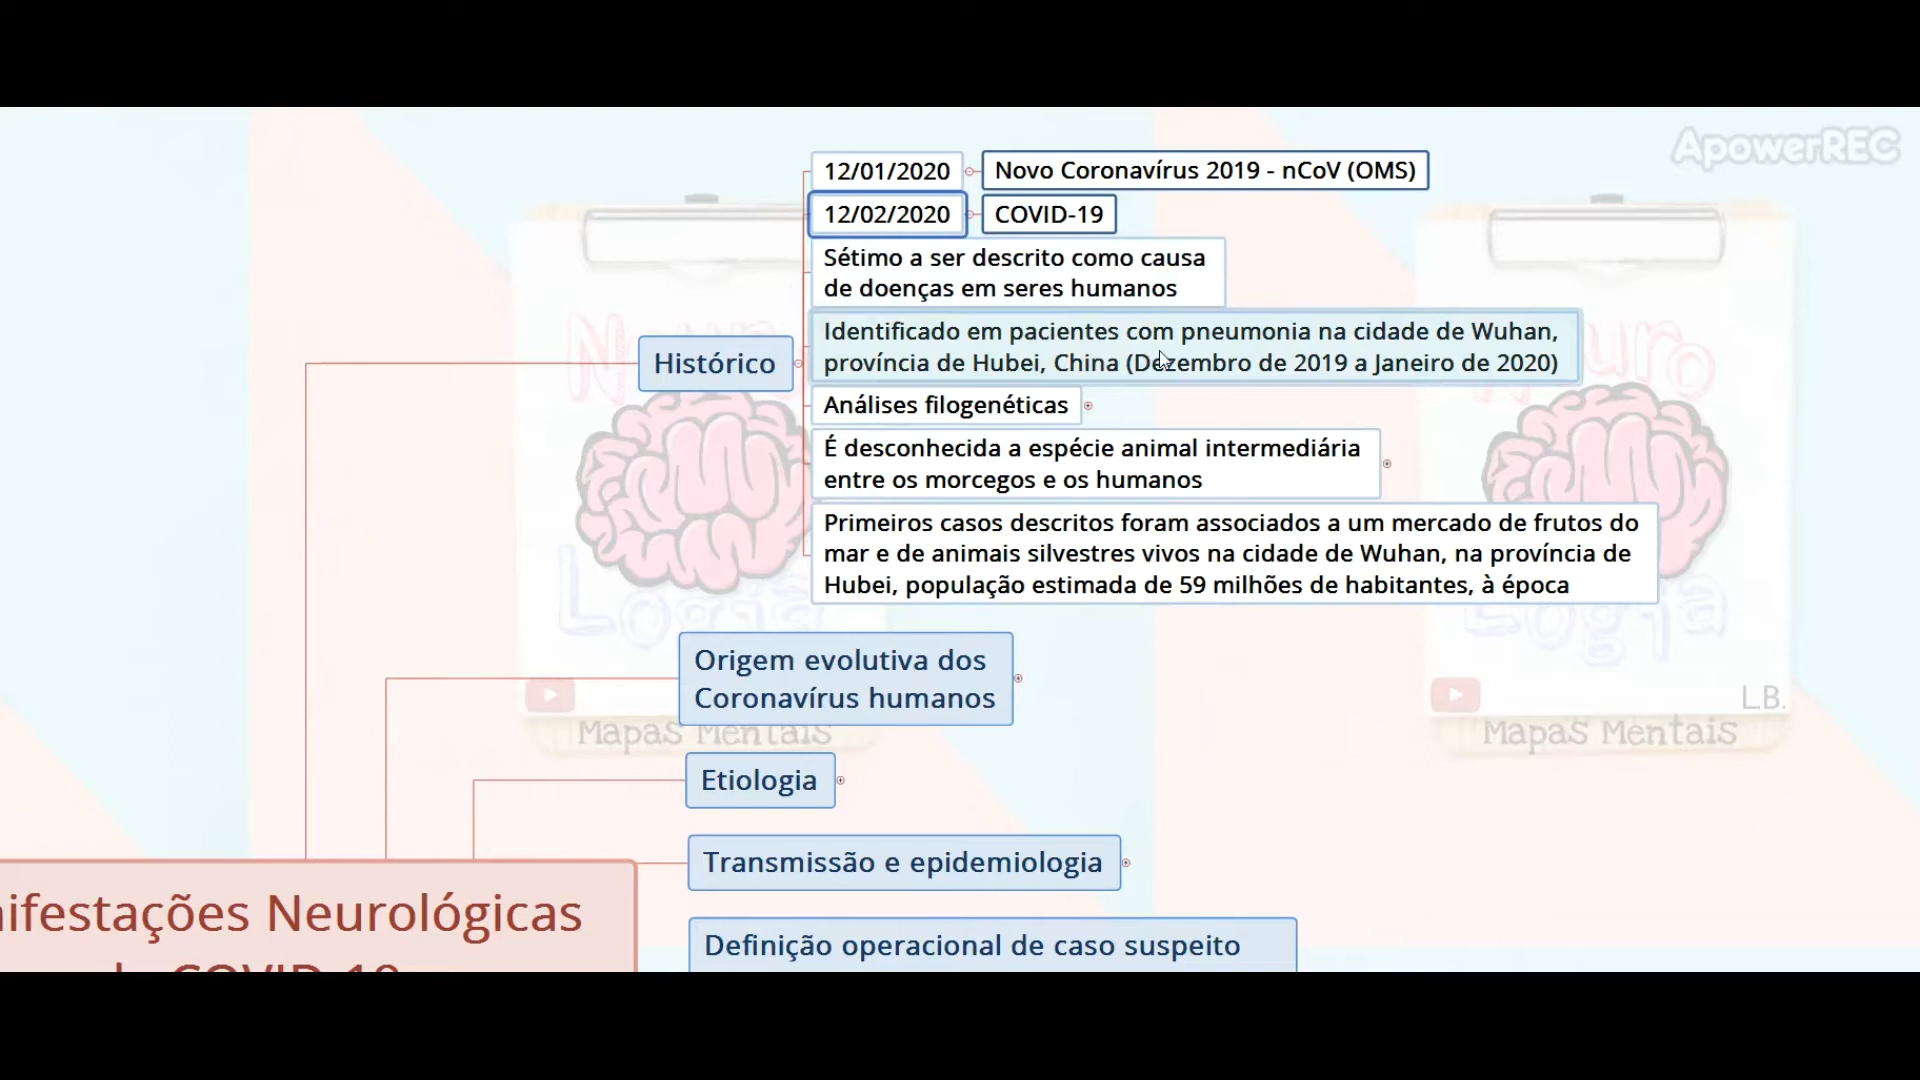 ApowerREC
12/01/2020
Novo Coronavírus 2019 - nCoV (OMS)
12/02/2020
COVID-19
Sétimo a ser descrito como causa
de doenças em seres humanos
Identificado em pacientes com pneumonia na cidade de Wuhan,
província de Hubei, China (Dezembro de 2019 a Janeiro de 2020)
Histórico
Análises filogenéticas
É desconhecida a espécie animal intermediária
entre os morcegos e os humanos
Primeiros casos descritos foram associados a um mercado de frutos do
mar e de animais silvestres vivos na cidade de Wuhan, na província de
Hubei, população estimada de 59 milhões de habitantes, à época
Origem evolutiva dos
Coronavírus humanos
L.B.
Mapas Mentais
Mapas Mentais
Etiologia
Transmissão e epidemiologia
nifestações Neurológicas
Definição operacional de caso suspeito
COVID-19